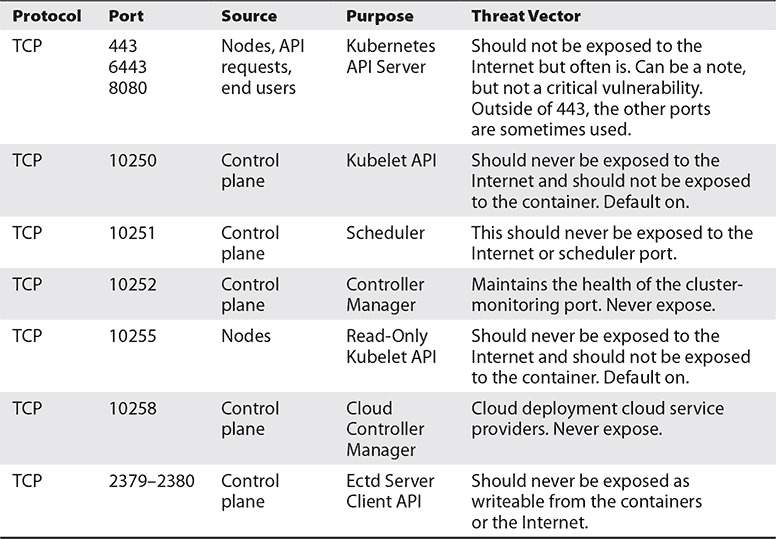 Protocol Port Source Purpose Threat Vector
TCP 443 Nodes, API Kubernetes Should not be exposed to the
6443 requests, API Server Internet but often is. Can be a note,
8080 end users but not a critical vulnerability.
Outside of 443, the other ports
are sometimes used.
TCP 10250 Control Kubelet API Should never be exposed to the
plane Internet and should not be exposed
to the container. Default on.
TCP 10251 Control Scheduler This should never be exposed to the
plane Internet or scheduler port.
TCP 10252 Control Controller Maintains the health of the cluster-
plane Manager monitoring port. Never expose.
TCP 10255 Nodes Read-Only Should never be exposed to the
Kubelet API Internet and should not be exposed
to the container. Default on.
TCP 10258 Control Cloud Cloud deployment cloud service
plane Controller providers. Never expose.
Manager
TCP 2379–2380 Control Ectd Server Should never be exposed as
plane Client API writeable from the containers
or the Internet.